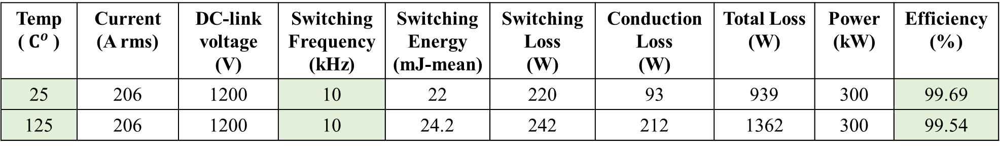 Temp Current DC-link Switching Switching Switching Conduction Total Loss Power Efficiency
( C° ) (A rms) voltage Frequency Energy Loss Loss (W) (kW) (%)
(V) (kHz) (mJ-mean) (W) (W)
25 206 1200 10 22 220 93 939 300 99.69
125 206 1200 10 24.2 242 212 1362 300 99.54